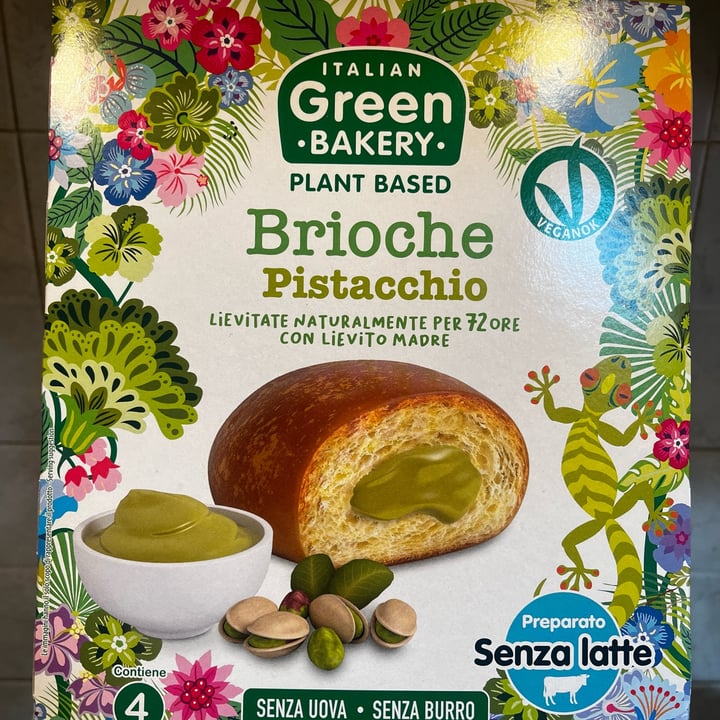 ITALIAN
Green
•BAKERY•
PLANT BASED
VEGANOK
Brioche
Pistacchio
LIEVITATE NATURALMENTE PER 72 ORE
CON LIEVITO MADRE
Preparato
Senza latte
Contiene
4
SENZA UOVA • SENZA BURRO